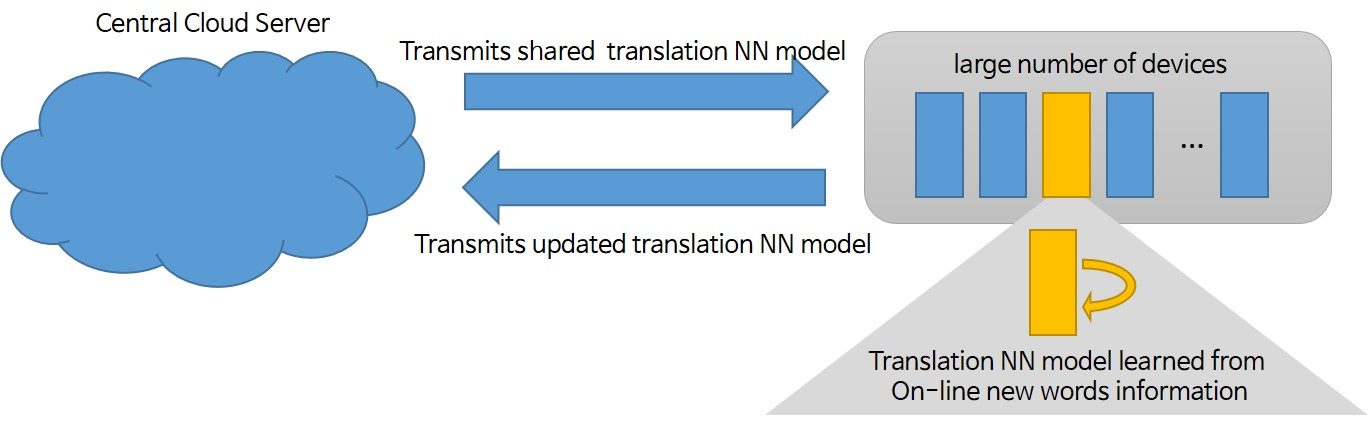 Central Cloud Server
Transmits shared translation NN model
large number of devices
...
Transmits updated translation NN model
Translation NN model learned from
On-line new words information